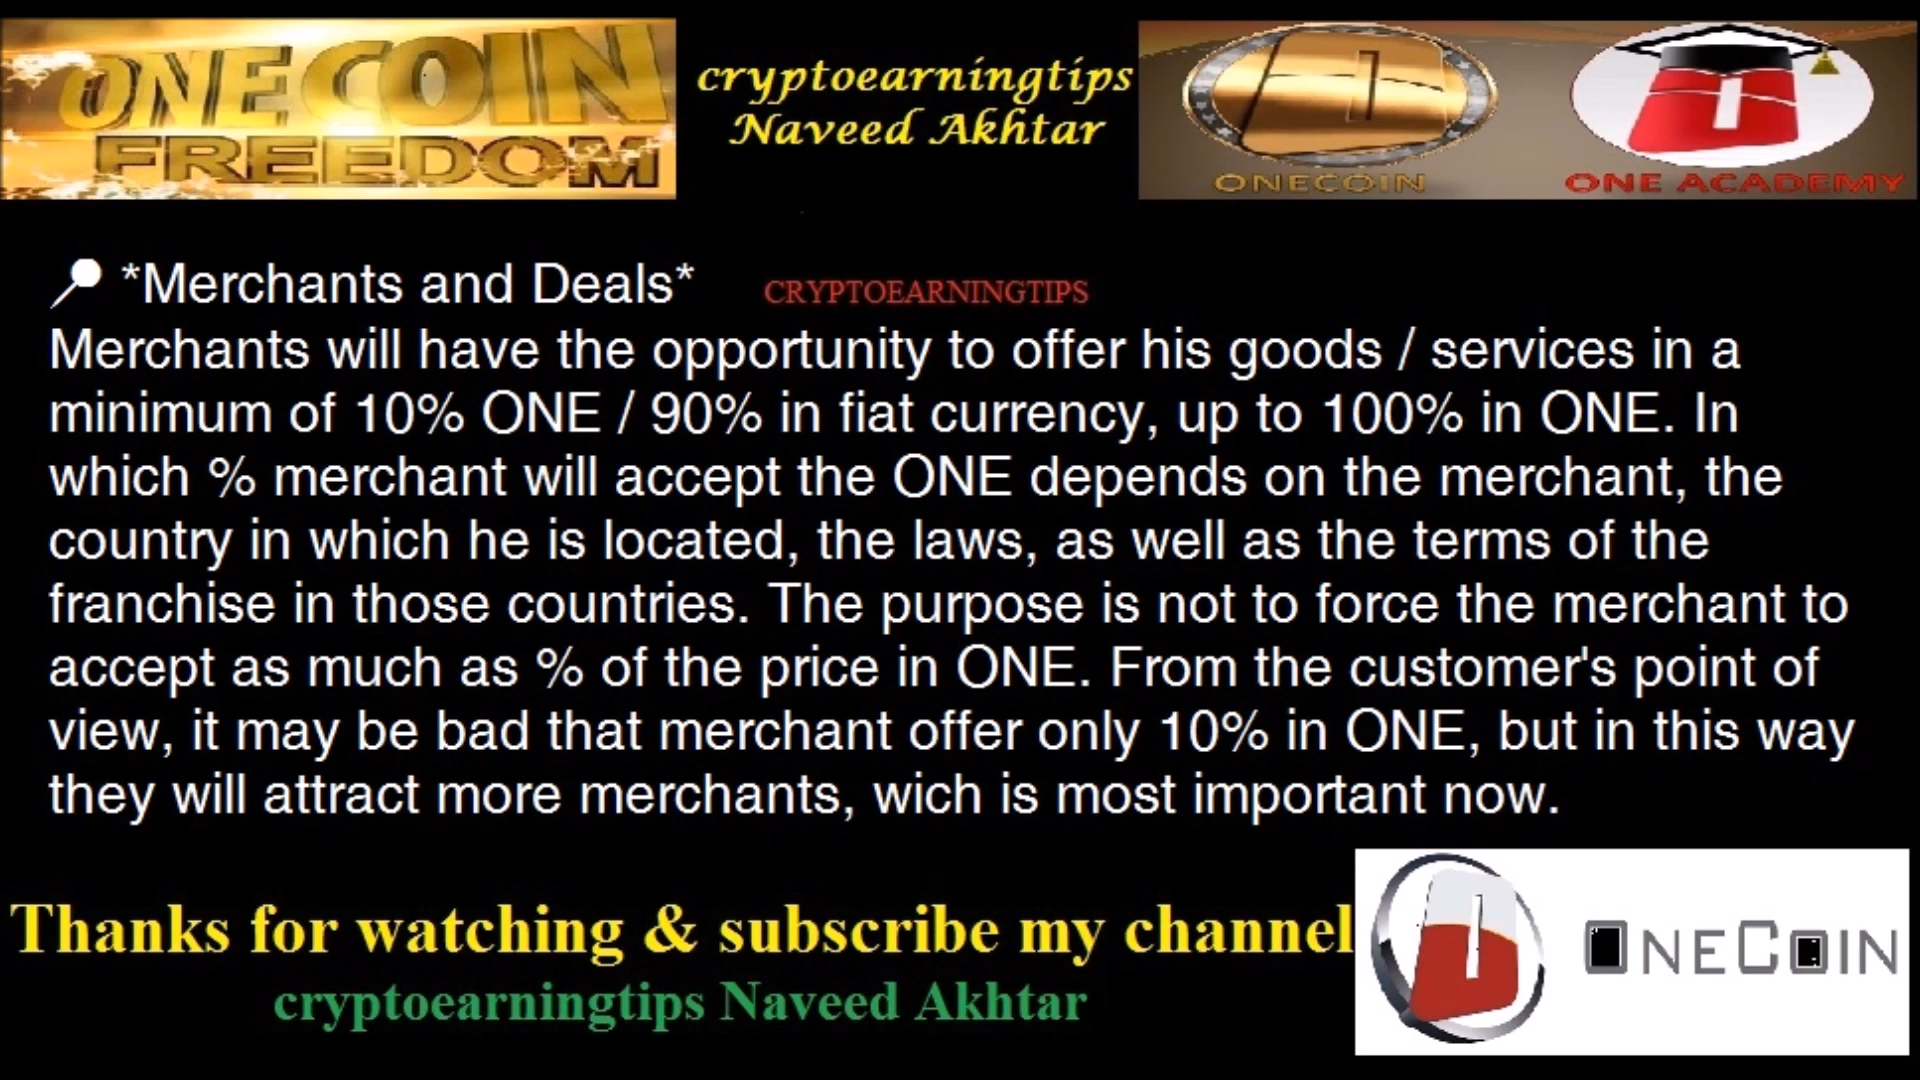 ONE COIN
FREEDOM
cryptoearningtips
Naveed Akhtar
ONECOIN
ONE ACADEMY
*Merchants and Deals*
CRYPTOEARNINGTIPS
Merchants will have the opportunity to offer his goods / services in a
minimum of 10% ONE / 90% in fiat currency, up to 100% in ONE. In
which % merchant will accept the ONE depends on the merchant, the
country in which he is located, the laws, as well as the terms of the
franchise in those countries. The purpose is not to force the merchant to
accept as much as % of the price in ONE. From the customer's point of
view, it may be bad that merchant offer only 10% in ONE, but in this way
they will attract more merchants, wich is most important now.
Thanks for watching & subscribe my channel
cryptoearningtips Naveed Akhtar
ONECOIN